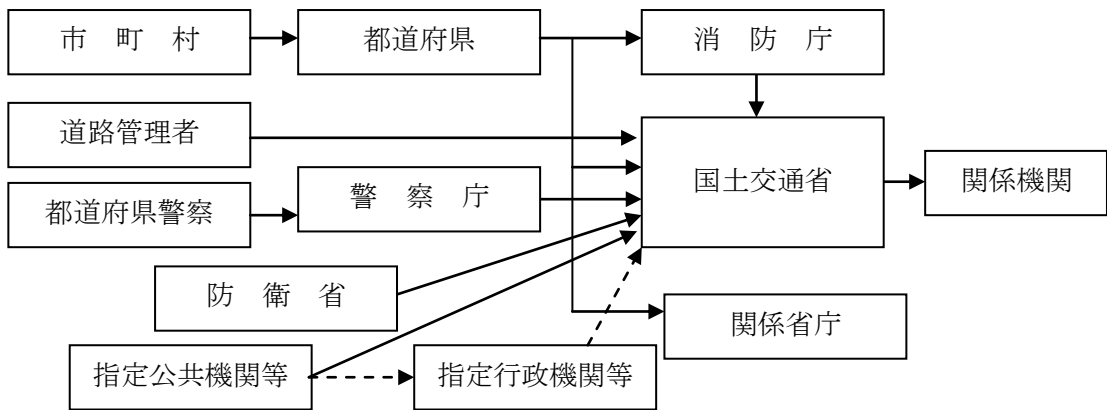 市　町　村
都道府県
消　防　庁
道路管理者
国土交通省
関係機関
都道府県警察
警　察　庁
防　衛　省
関係省庁
指定公共機関等
指定行政機関等